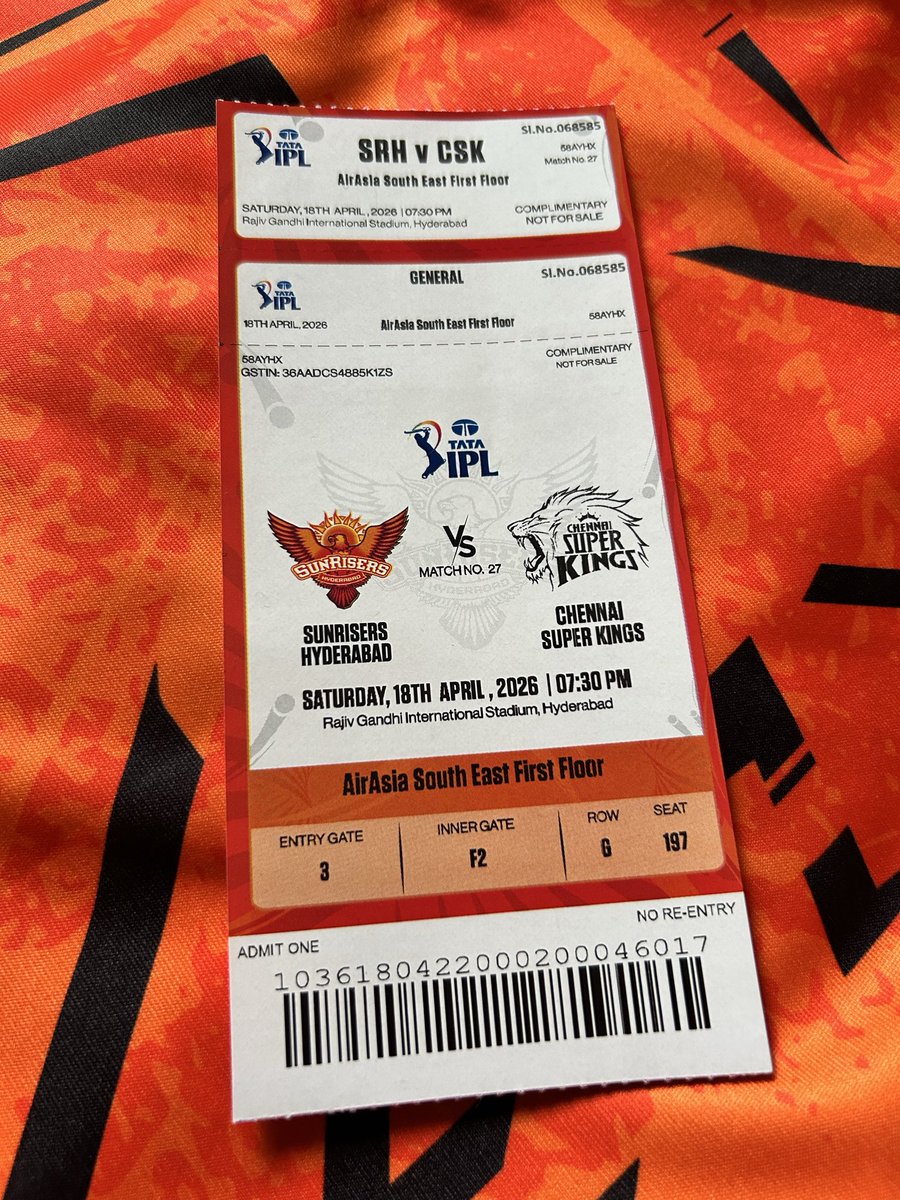 TATA
IPL
SRH v CSK
Sl.No.068585
58AYHX
Match No. 27
AirAsia South East First Floor
SATURDAY, 18TH APRIL, 2026 | 07:30 PM
Rajiv Gandhi International Stadium, Hyderabad
COMPLIMENTARY
NOT FOR SALE
TATA
IPL
GENERAL
Sl.No.068585
18TH APRIL, 2026
AirAsia South East First Floor
58AYHX
58AYHX
GSTIN: 36AADCS4885K1ZS
COMPLIMENTARY
NOT FOR SALE
TATA
IPL
SUNRISERS
HYDERABAD
VS
MATCH NO. 27
CHENNAI
SUPER
KINGS
SUNRISERS
HYDERABAD
SUNRISERS
HYDERABAD
CHENNAI
SUPER KINGS
SATURDAY, 18TH APRIL, 2026 | 07:30 PM
Rajiv Gandhi International Stadium, Hyderabad
AirAsia South East First Floor
ENTRY GATE
3
INNER GATE
F2
ROW
G
SEAT
197
ADMIT ONE
NO RE-ENTRY
1036180422000200046017